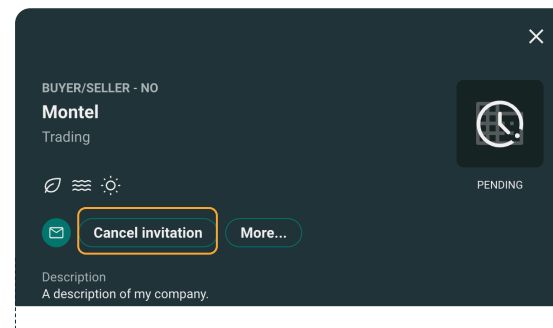 BUYER/SELLER - NO
Montel
Trading
PENDING
Cancel invitation More...
Description
A description of my company.